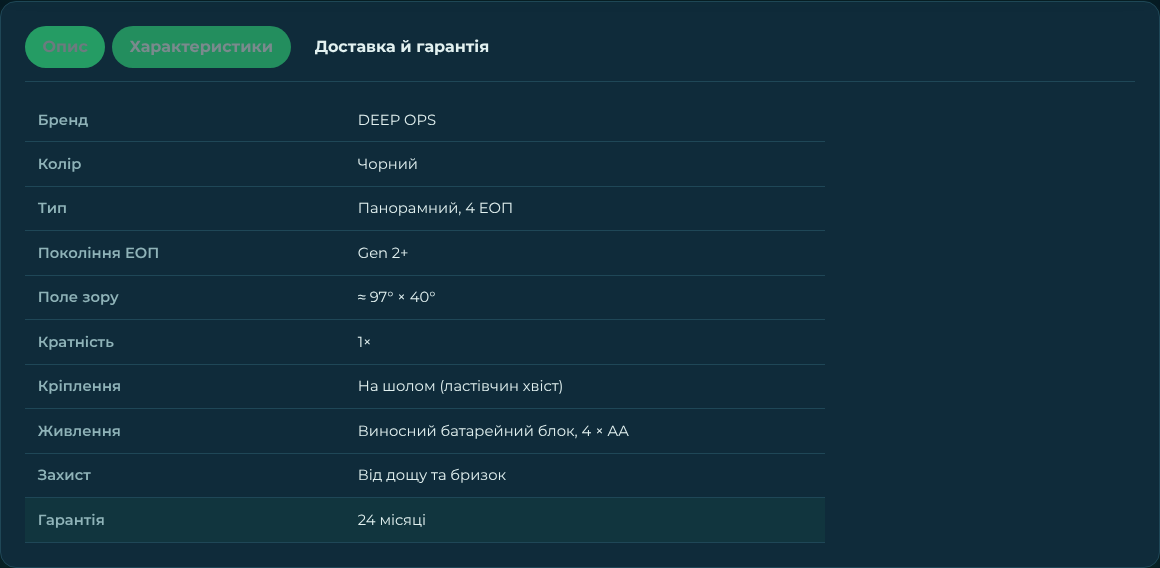 Опис Характеристики Доставка й гарантія
Бренд DEEP OPS
Колір Чорний
Тип Панорамний, 4 ЕОП
Покоління ЕОП Gen 2+
Поле зору ≈ 97° × 40°
Кратність 1×
Кріплення На шолом (ластівчин хвіст)
Живлення Виносний батарейний блок, 4 × AA
Захист Від дощу та бризок
Гарантія 24 місяці